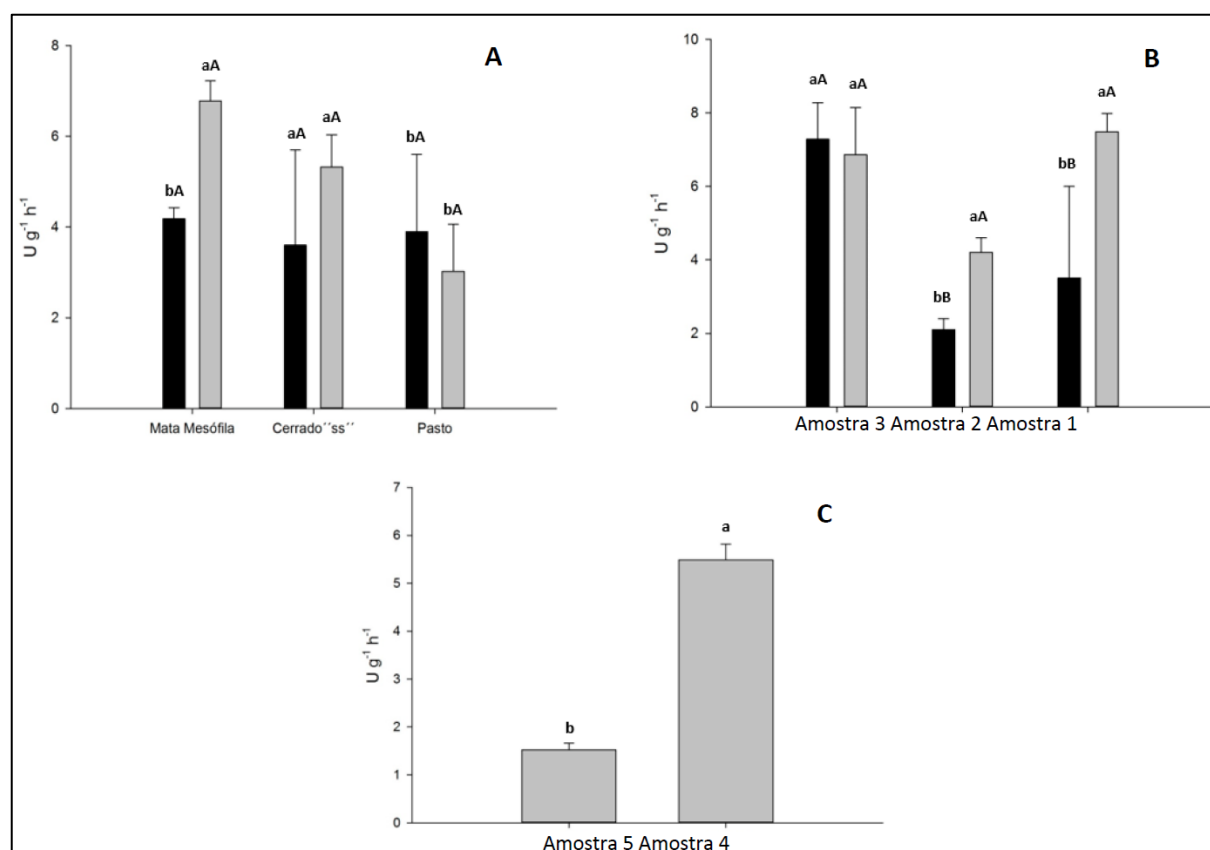 A
8
6
4
2
0
U g⁻¹ h⁻¹
bA aA aA aA bA bA
Mata Mesófila Cerrado´´ss´´ Pasto
B
10
8
6
4
2
0
U g⁻¹ h⁻¹
aA aA bB aA bB aA
Amostra 3 Amostra 2 Amostra 1
C
7
6
5
4
3
2
1
0
U g⁻¹ h⁻¹
b a
Amostra 5 Amostra 4